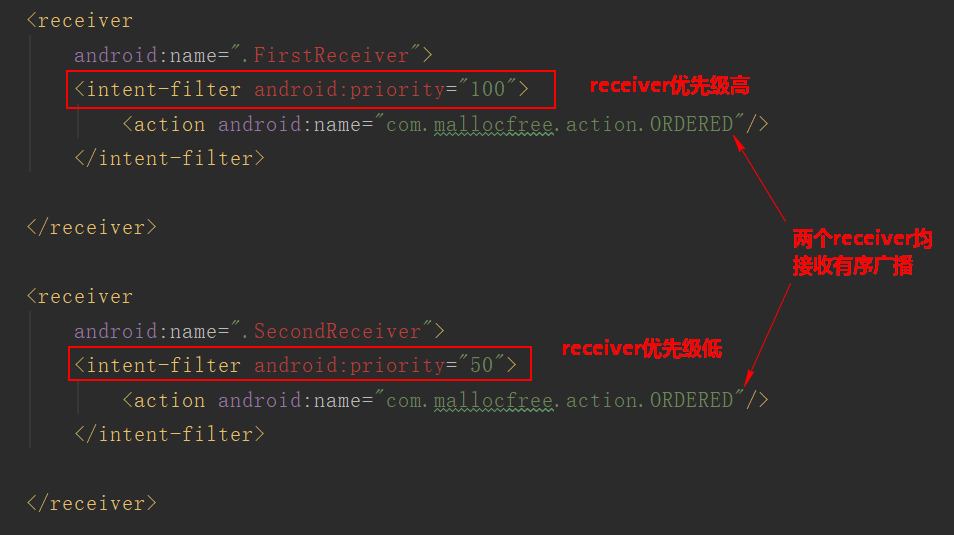 <receiver
android:name=".FirstReceiver">
<intent-filter android:priority="100">
receiver优先级高
<action android:name="com.mallocfree.action.ORDERED"/>
</intent-filter>
</receiver>
两个receiver均
接收有序广播
<receiver
android:name=".SecondReceiver">
<intent-filter android:priority="50">
receiver优先级低
<action android:name="com.mallocfree.action.ORDERED"/>
</intent-filter>
</receiver>